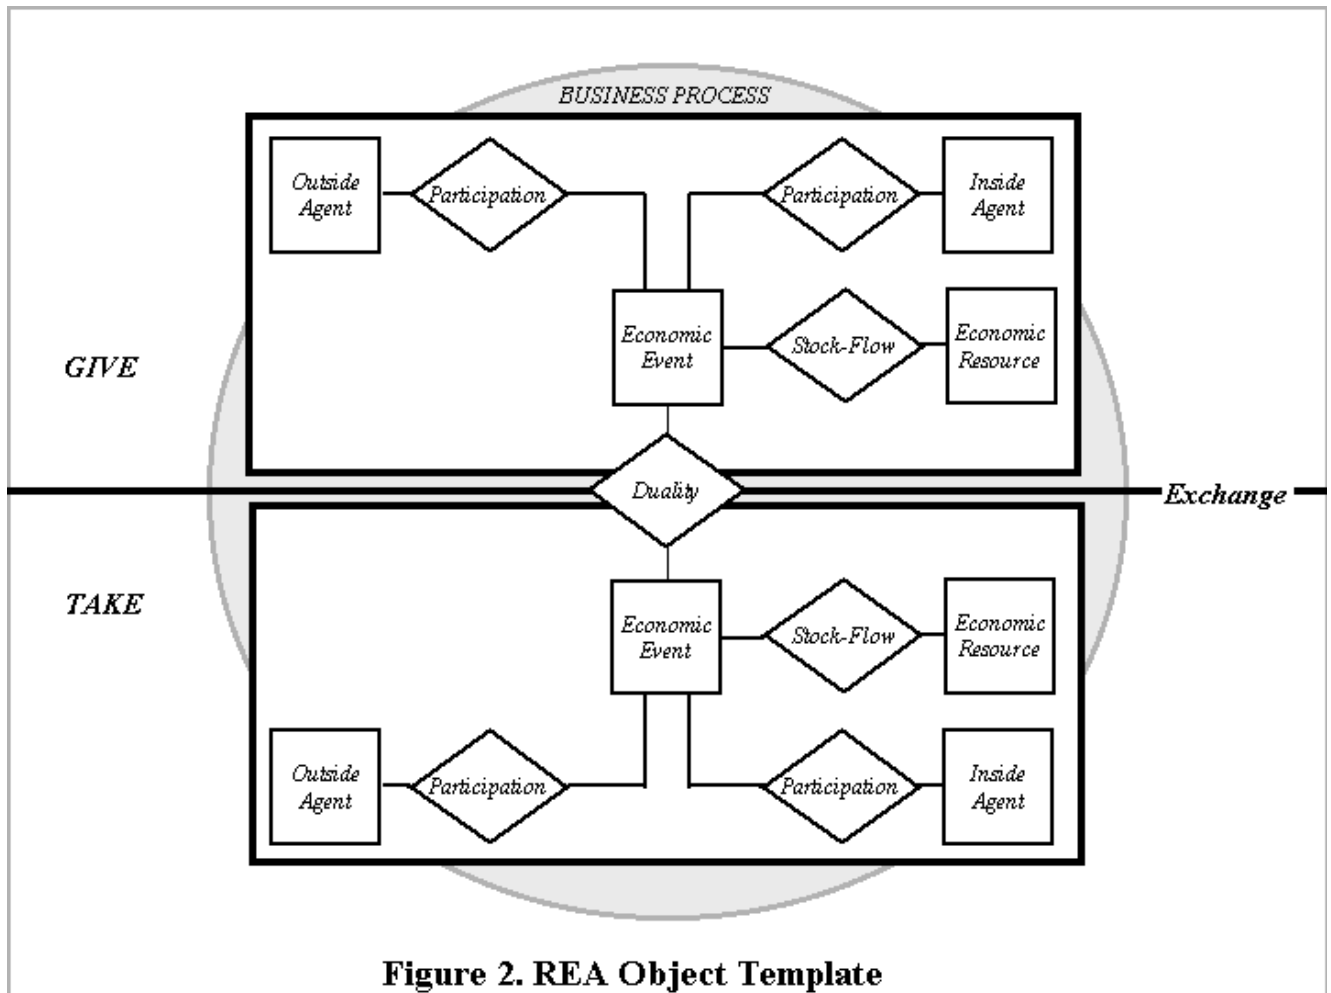 BUSINESS PROCESS
Outside
Agent
Participation
Participation
Inside
Agent
Economic
Event
Stock-Flow
Economic
Resource
GIVE
Duality
Exchange
TAKE
Economic
Event
Stock-Flow
Economic
Resource
Outside
Agent
Participation
Participation
Inside
Agent
Figure 2. REA Object Template